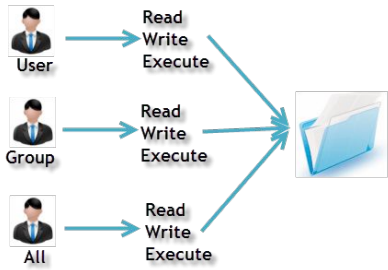 User
Read
Write
Execute
Group
Read
Write
Execute
All
Read
Write
Execute